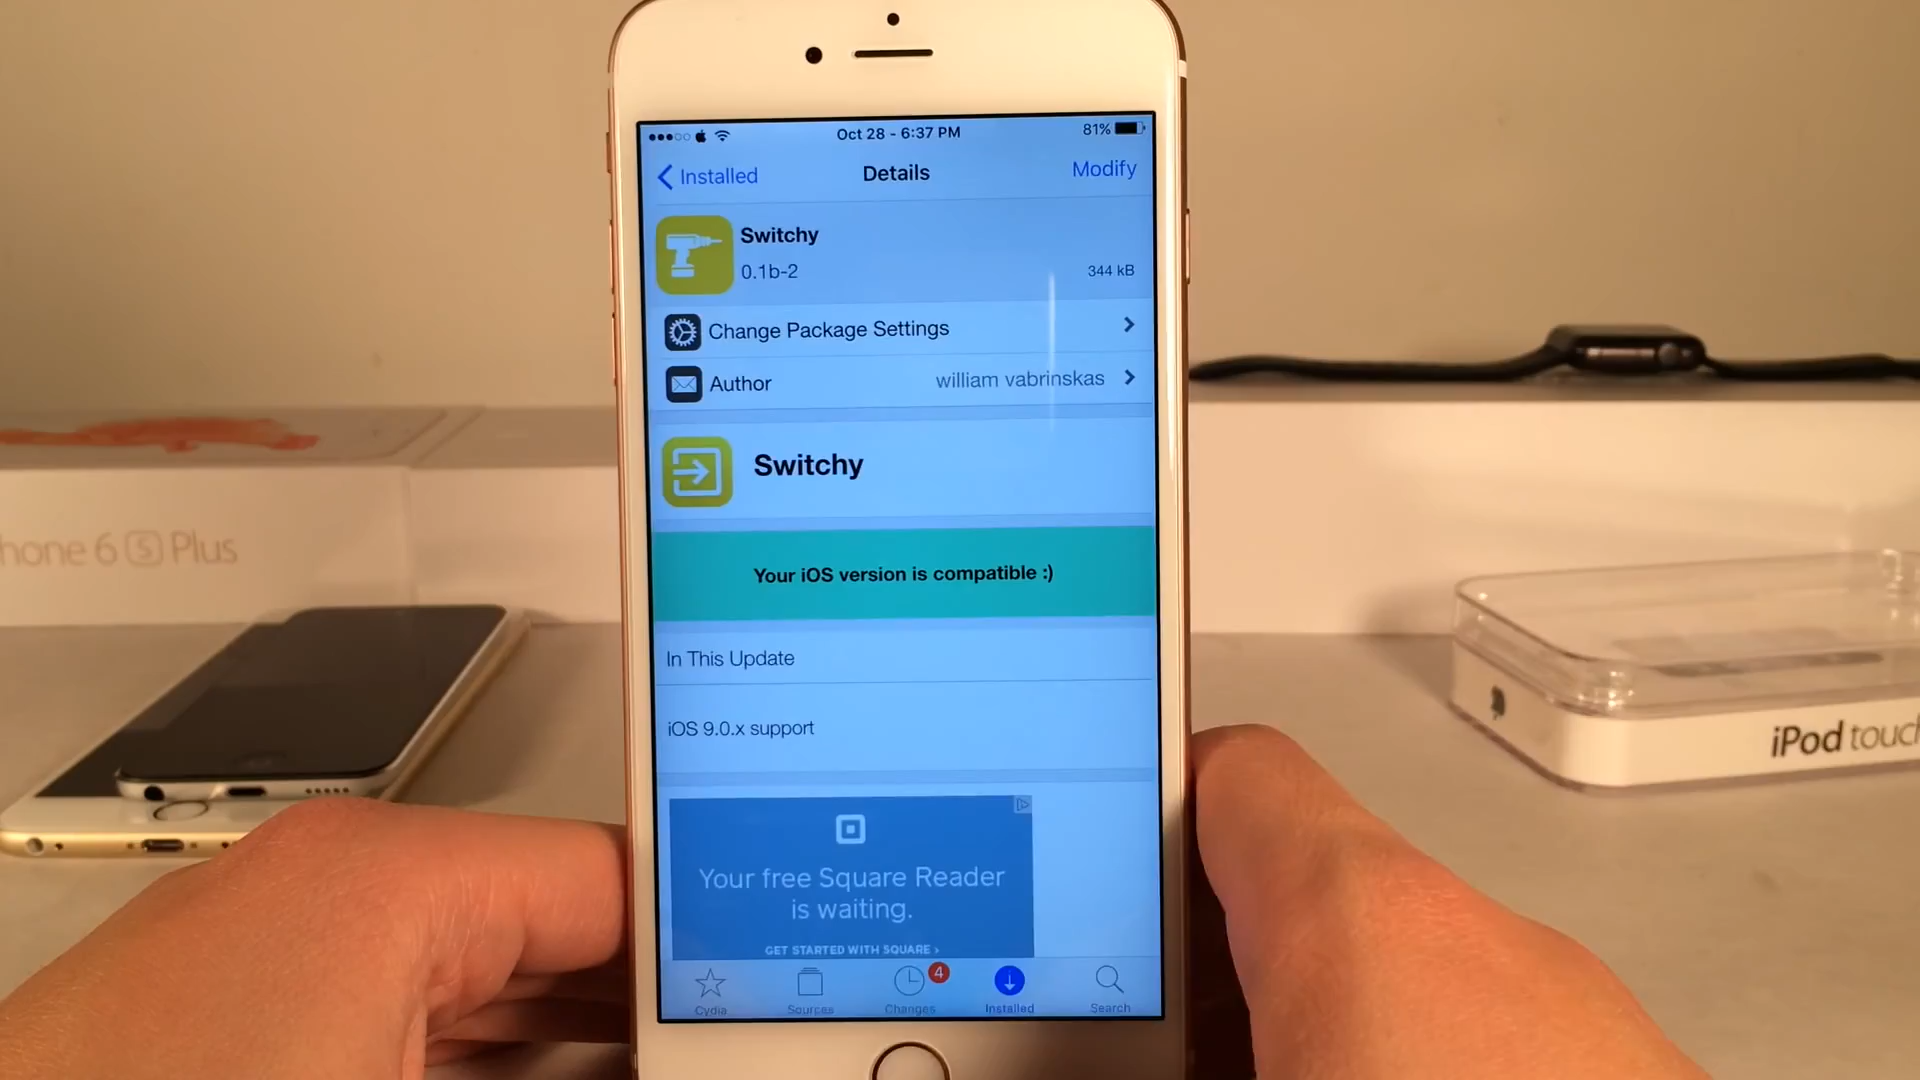 Oct 28 - 6:37 PM
81%
Installed
Details
Modify
Switchy
0.1b-2
344 kB
Change Package Settings
Author
william vabrinskas
Switchy
Your iOS version is compatible :)
In This Update
iOS 9.0.x support
Your free Square Reader
is waiting.
GET STARTED WITH SQUARE ›
4
Cydia
Sources
Changes
Installed
Search
hone 6 S Plus
iPod touch